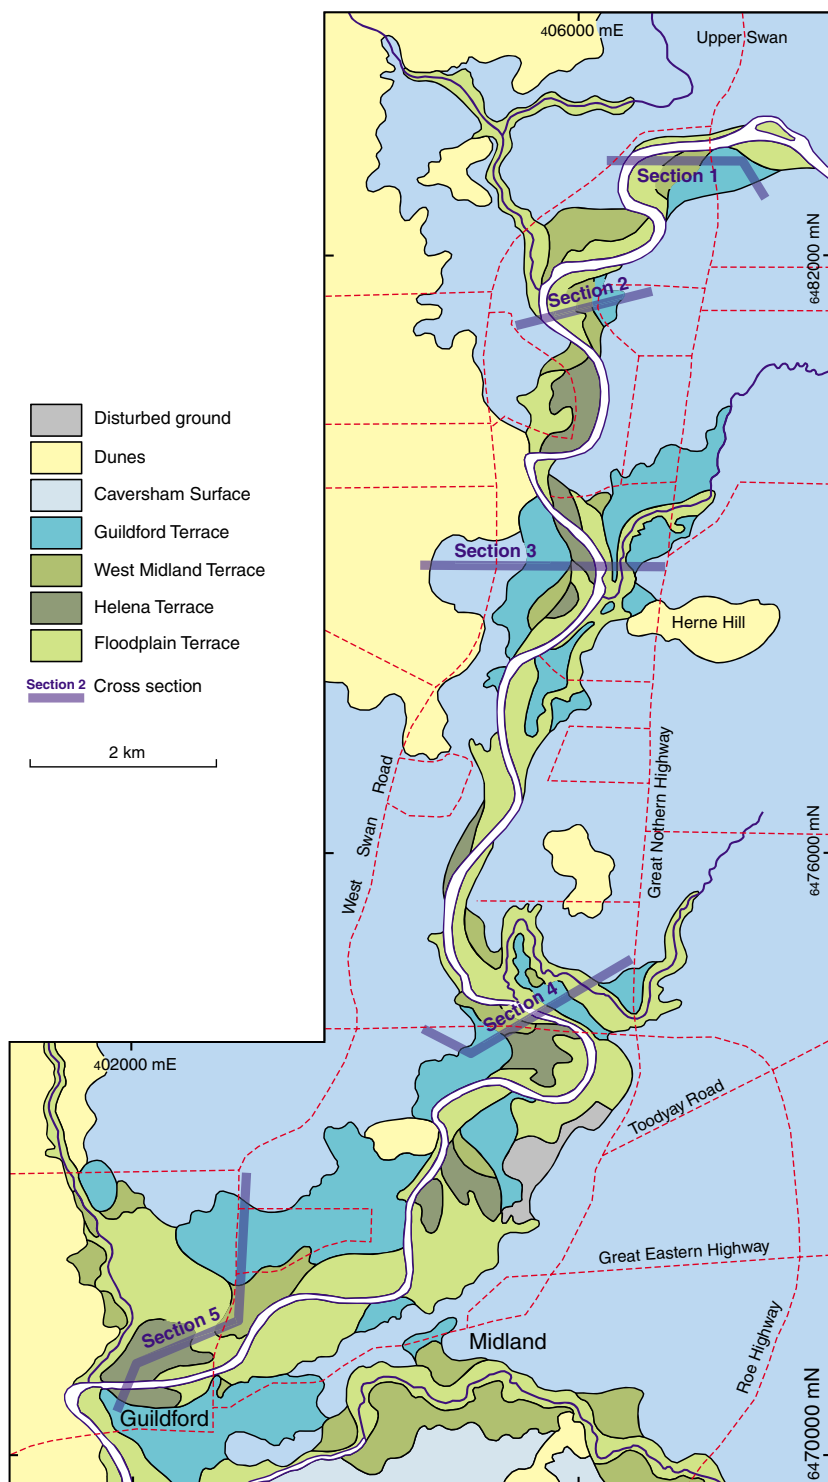 406000 mE
Upper Swan
Section 1
6482000 mN
Section 2
Disturbed ground
Dunes
Caversham Surface
Guildford Terrace
West Midland Terrace
Helena Terrace
Floodplain Terrace
Section 2 Cross section
2 km
Section 3
Herne Hill
West Swan Road
Great Nothern Highway
6476000 mN
Section 4
402000 mE
Toodyay Road
Great Eastern Highway
Section 5
Midland
Roe Highway
Guildford
6470000 mN